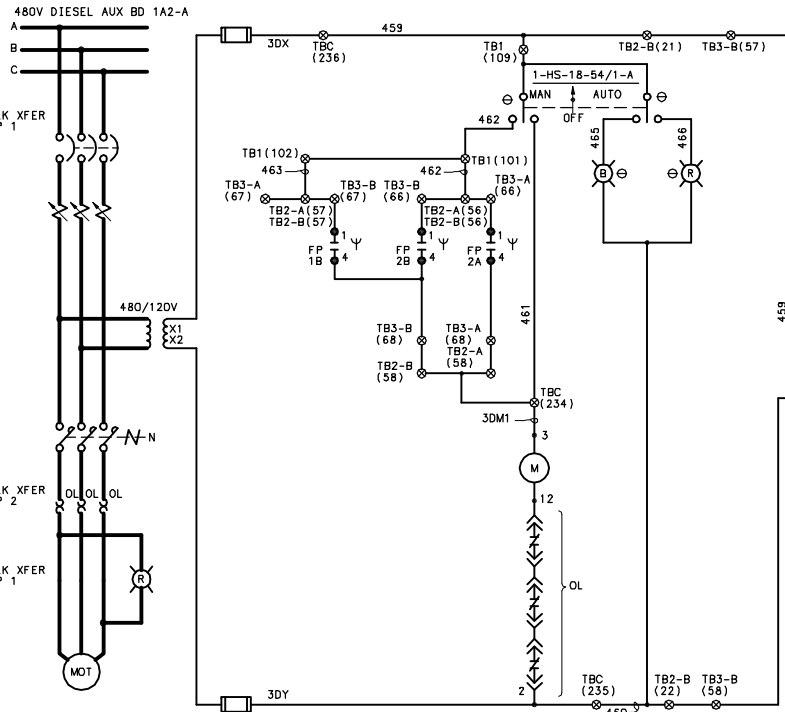 480V DIESEL AUX BD 1A2-A
A
B
C
K XFER
1
480/120V
X1
X2
N
K XFER
2
OL OL OL
K XFER
1
R
MOT
3DX
TBC
(236)
459
TB1
(109)
TB2-B(21)
TB3-B(57)
1-HS-18-54/1-A
MAN
AUTO
OFF
462
465
466
B
R
TB1(102)
TB1(101)
463
462
TB3-A
(67)
TB3-B
(67)
TB2-A(57)
TB2-B(57)
TB3-B
(66)
TB3-A
(66)
TB2-A(56)
TB2-B(56)
1
FP
1B
4
1
FP
2B
4
1
FP
2A
4
461
459
TB3-B
(68)
TB3-A
(68)
TB2-B
(58)
TB2-A
(58)
TBC
(234)
3DM1
3
M
12
OL
2
3DY
TBC
(235)
TB2-B
(22)
TB3-B
(58)